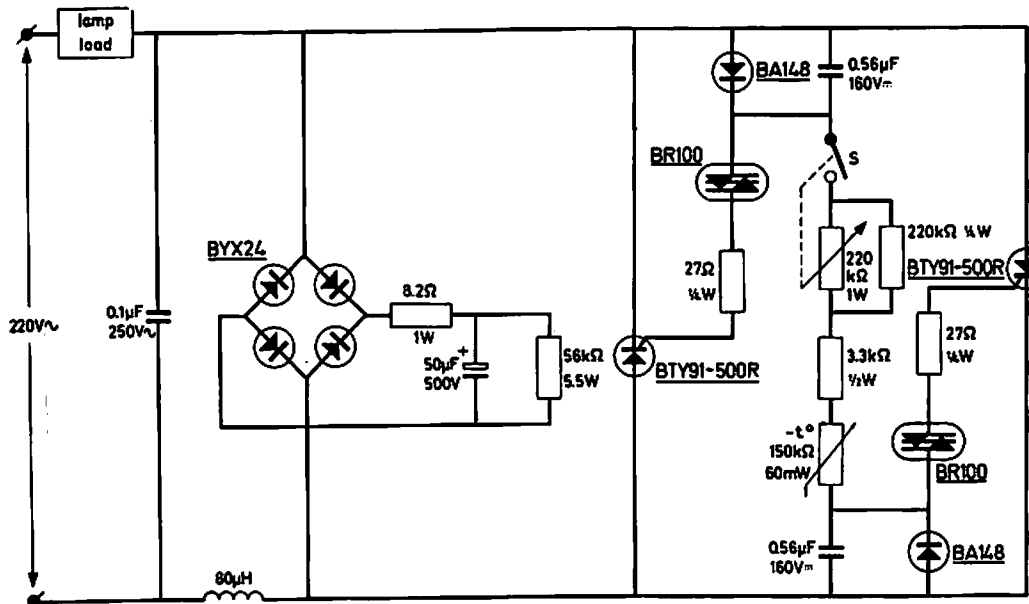 lamp
load
220V~
0.1µF
250V~
80µH
BYX24
8.2Ω
1W
50µF
500V
+
56kΩ
5.5W
BTY91-500R
BR100
27Ω
¼W
BA148
0.56µF
160V⎓
S
220
kΩ
1W
220kΩ ¼W
BTY91-500R
3.3kΩ
½W
27Ω
¼W
-t°
150kΩ
60mW
BR100
0.56µF
160V⎓
BA148